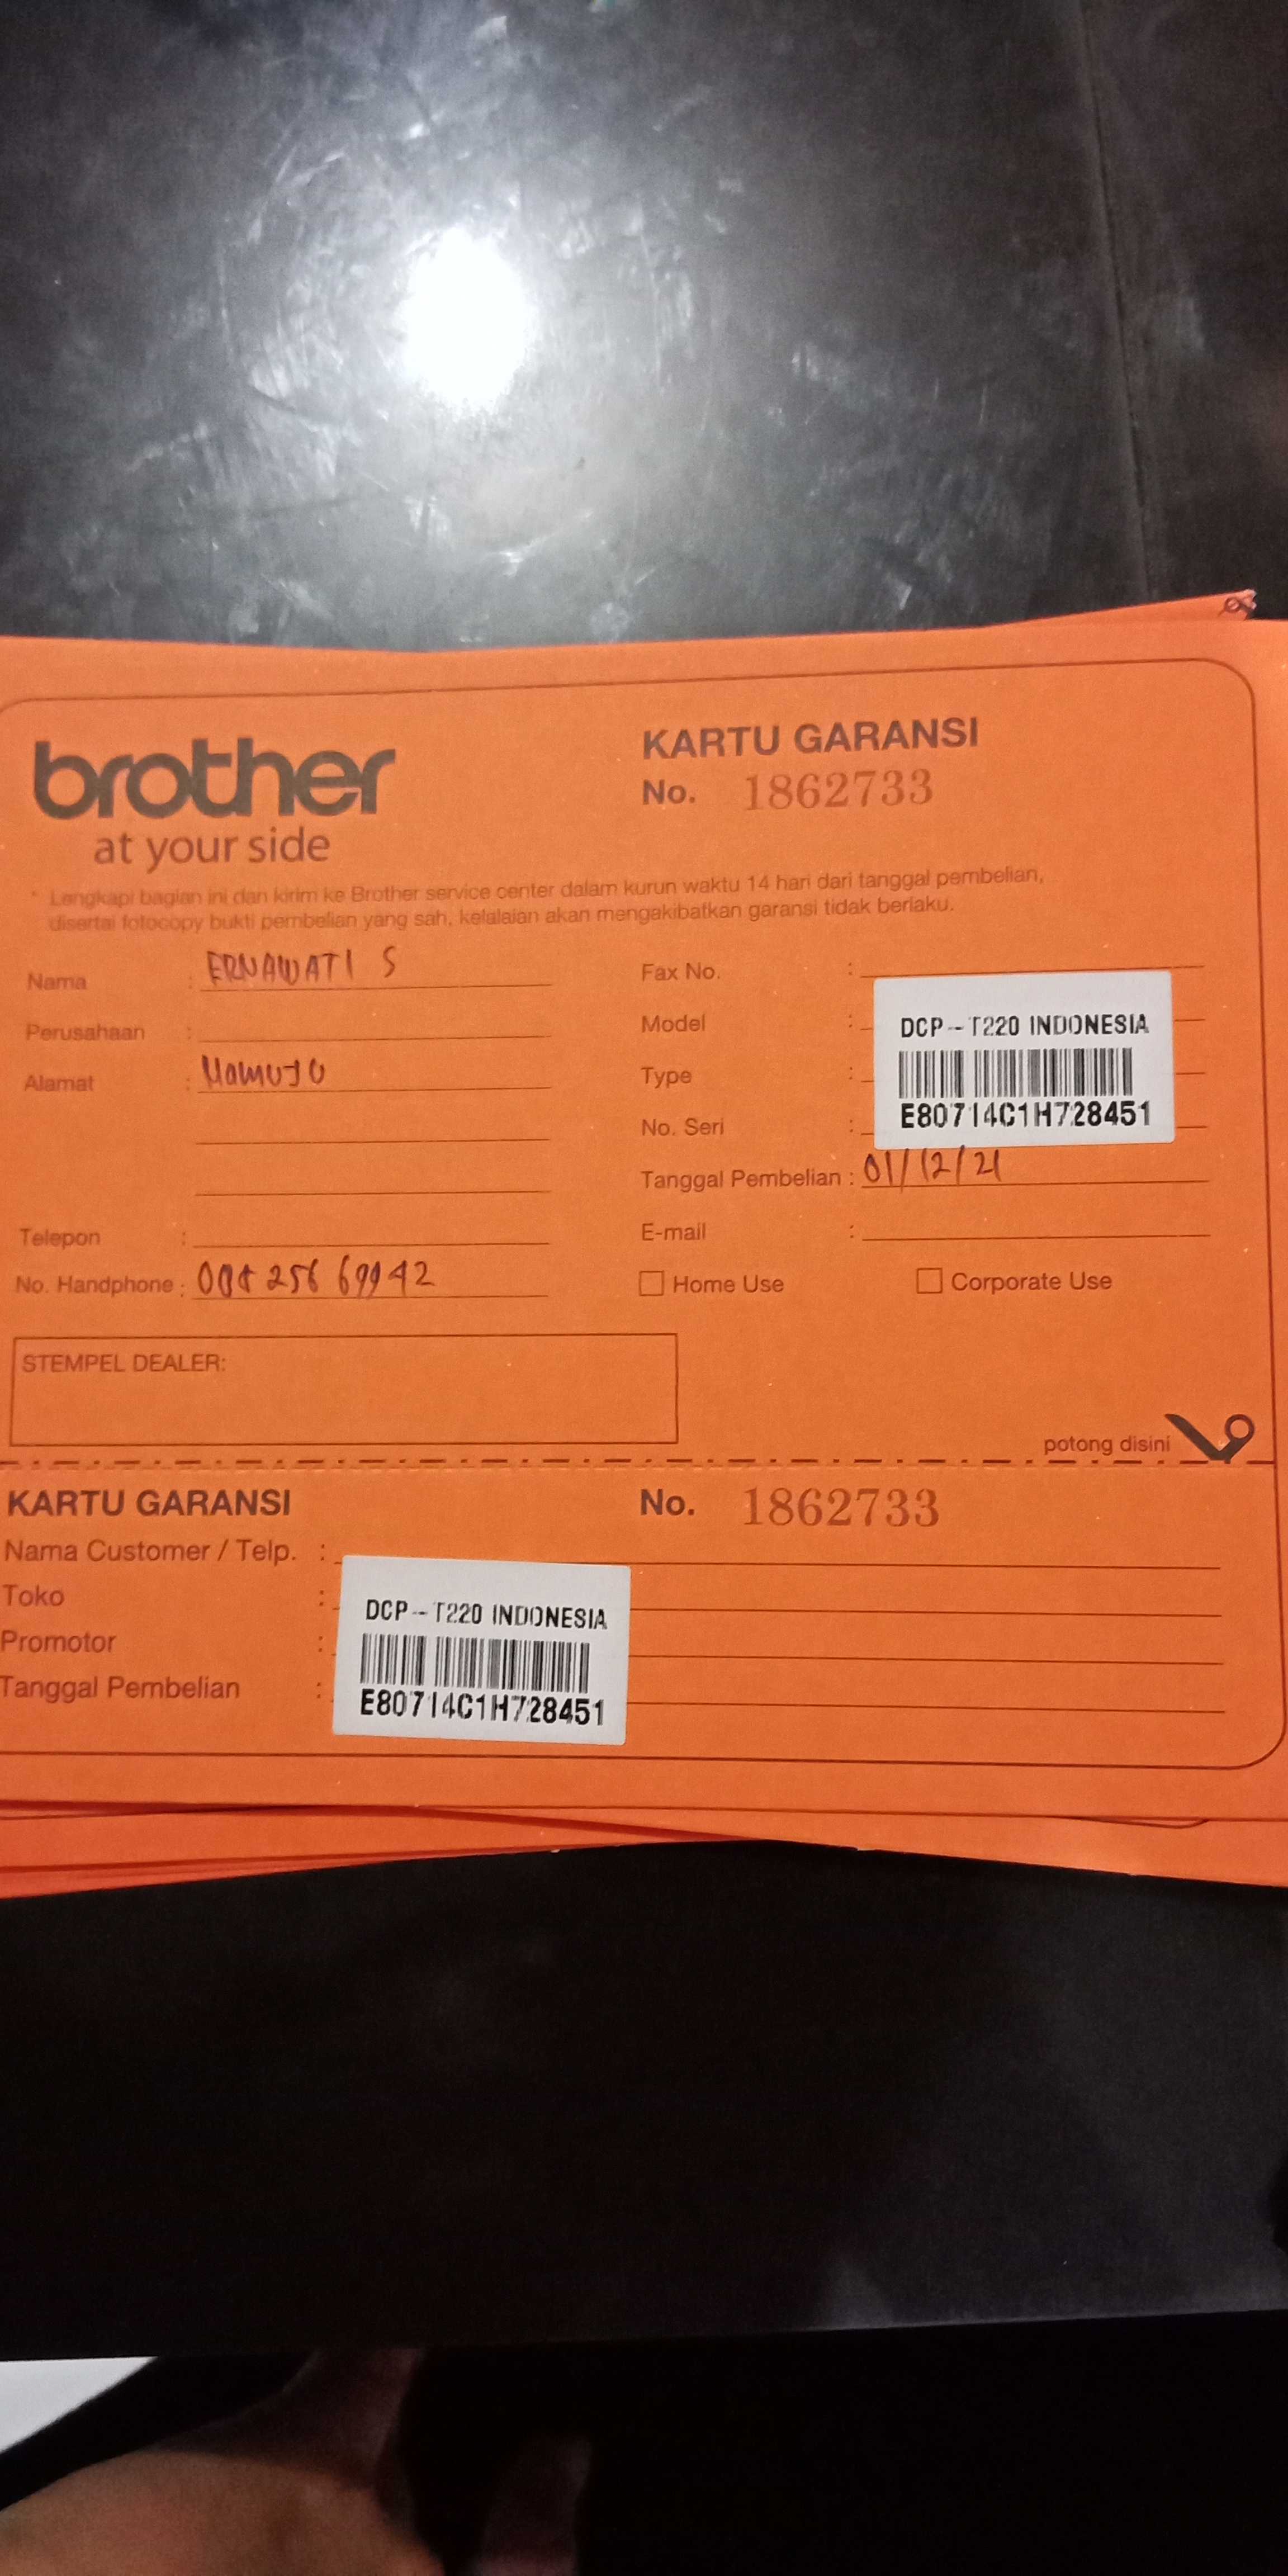 brother
at your side
KARTU GARANSI
No. 1862733
* Lengkapi bagian ini dan kirim ke Brother service center dalam kurun waktu 14 hari dari tanggal pembelian,
disertai fotocopy bukti pembelian yang sah, kelalaian akan mengakibatkan garansi tidak berlaku.
Nama : ERNAWATI S
Perusahaan :
Alamat : Mamuju
Telepon :
No. Handphone :
Fax No. :
Model :
Type :
No. Seri :
DCP-T220 INDONESIA
E80714C1H728451
Tanggal Pembelian : 01/12/21
E-mail :
Home Use
Corporate Use
STEMPEL DEALER:
potong disini
KARTU GARANSI
No. 1862733
Nama Customer / Telp. :
Toko :
Promotor :
Tanggal Pembelian :
DCP-T220 INDONESIA
E80714C1H728451